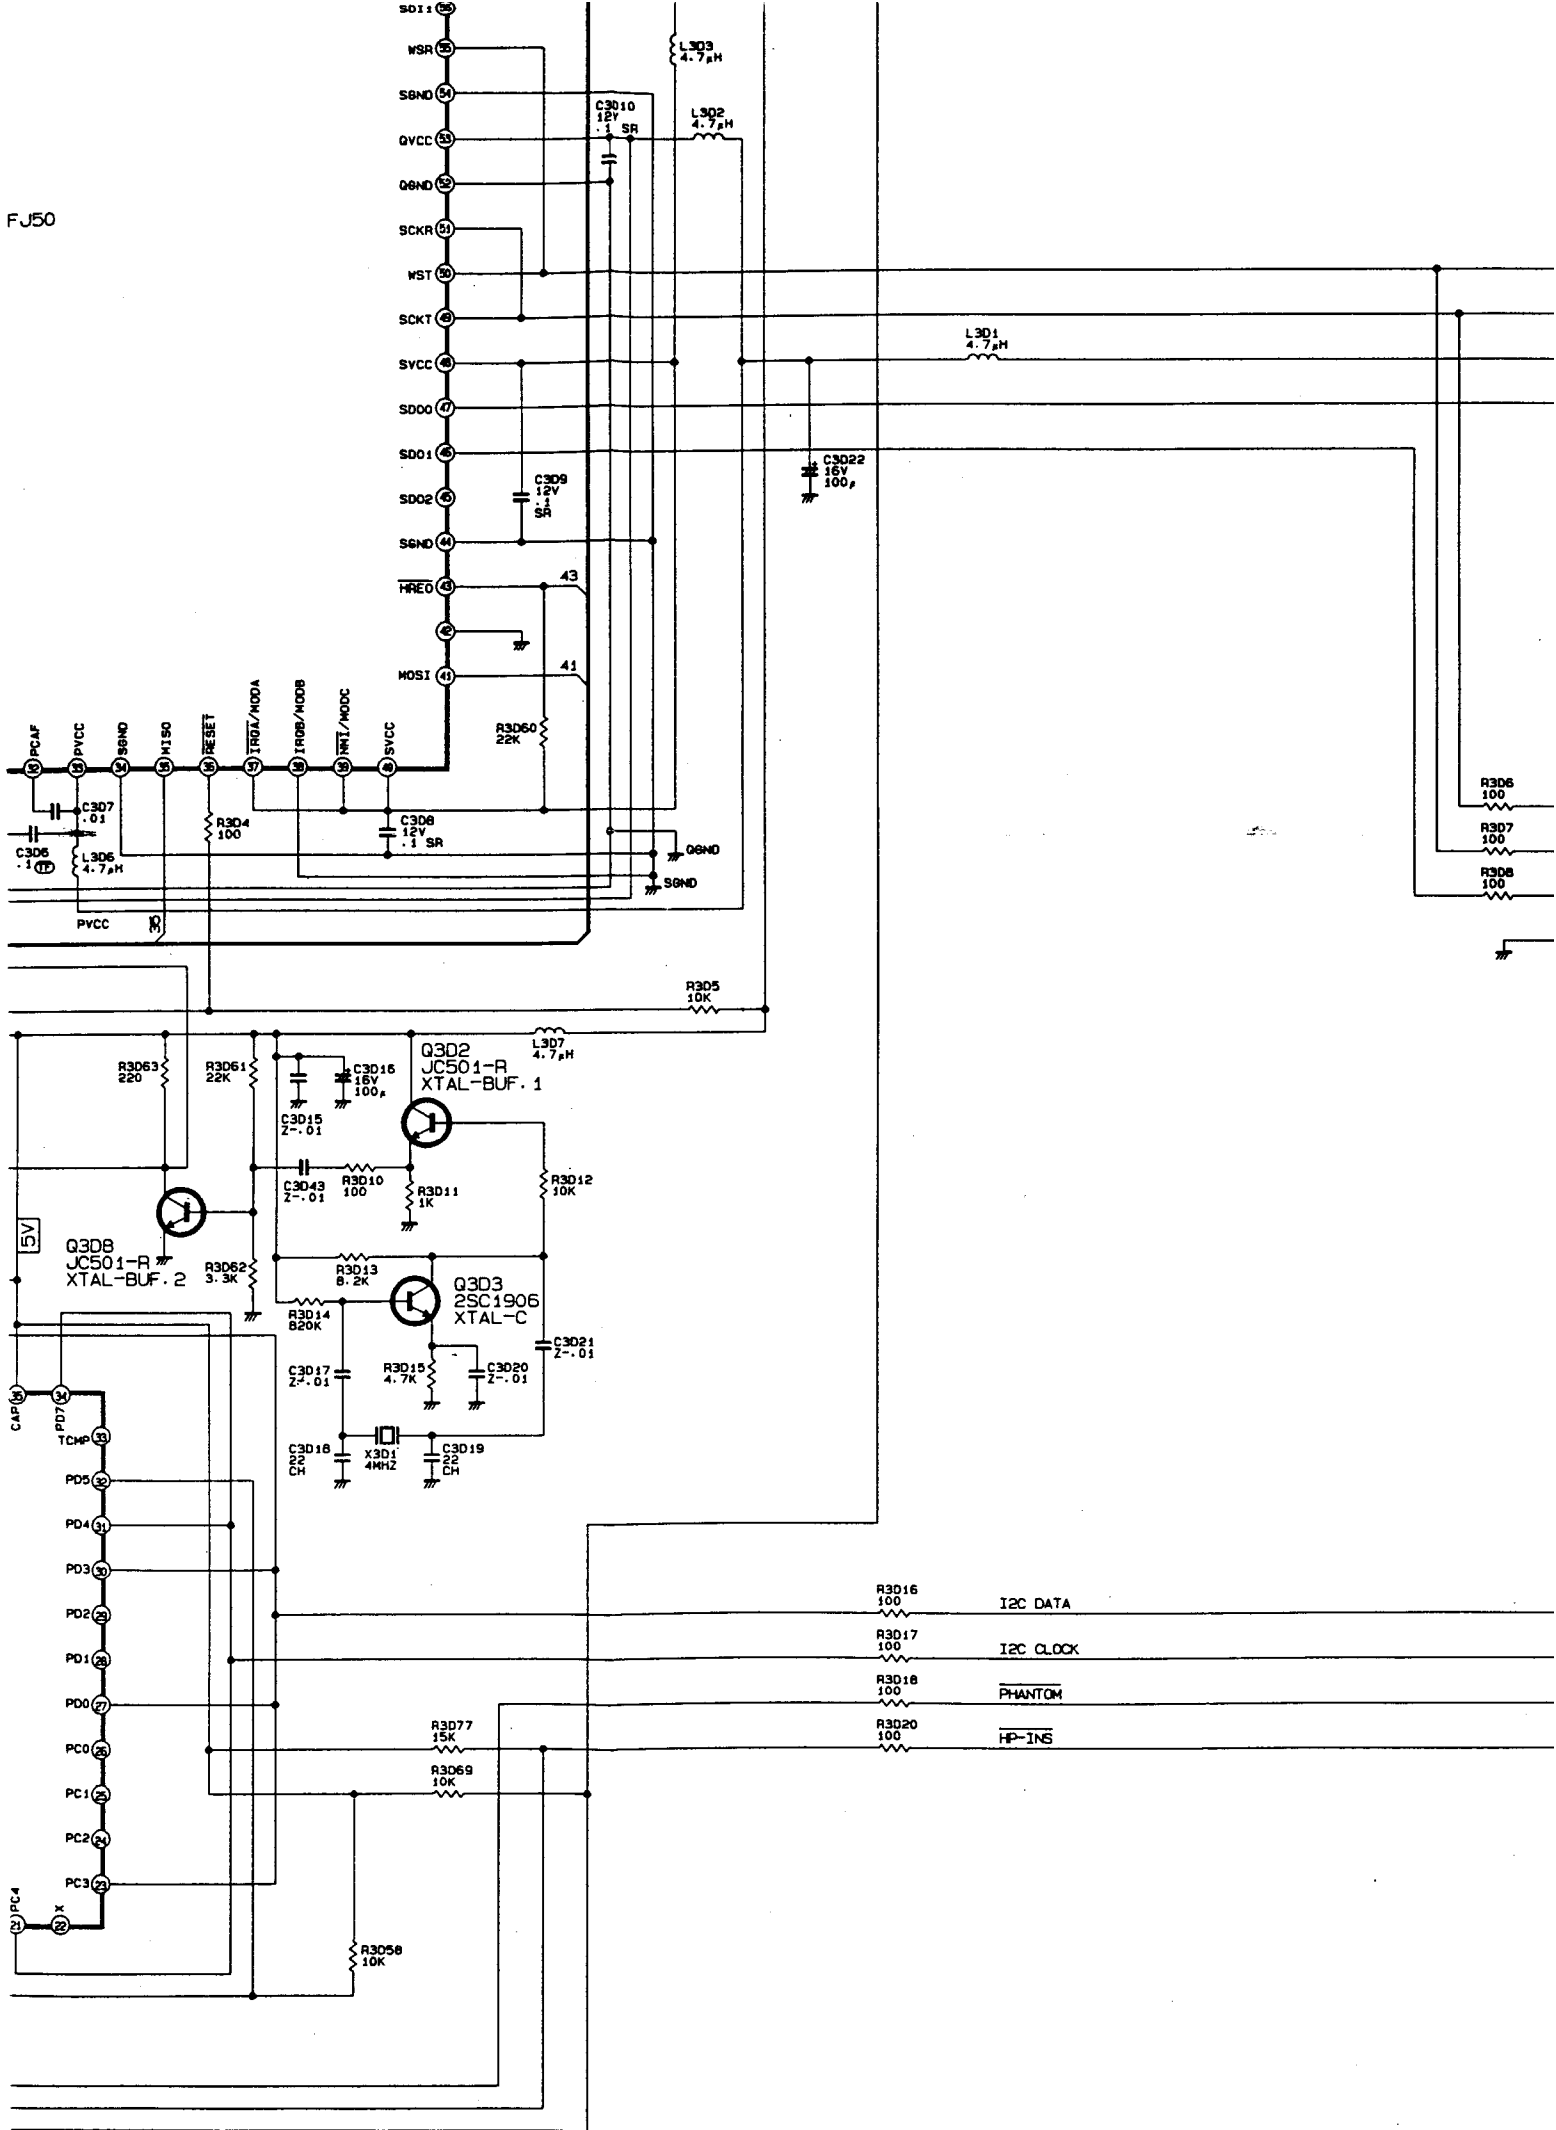 SDI1 56
WSR 55
L3D3
4.7µH
SGND 54
C3D10
12V
.1 SR
L3D2
4.7µH
QVCC 53
QGND 52
FJ50
SCKR 51
WST 50
SCKT 49
L3D1
4.7µH
SVCC 48
SDO0 47
SDO1 46
C3D22
16V
100µ
C3D9
12V
.1
SR
SDO2 45
SGND 44
HREQ 43
43
42
MOSI 41
41
PCAP
PVCC
SGND
MISO
RESET
IRQA/MODA
IRQB/MODB
NMI/MODC
SVCC
R3D60
22K
32 33 34 35 36 37 38 39 40
C3D7
.01
R3D4
100
C3D8
12V
.1 SR
C3D6
.1 TF
L3D6
4.7µH
QGND
SGND
PVCC
35
R3D6
100
R3D7
100
R3D8
100
R3D5
10K
L3D7
4.7µH
R3D63
220
R3D61
22K
C3D16
16V
100µ
Q3D2
JC501-R
XTAL-BUF.1
C3D15
Z-.01
C3D43
Z-.01
R3D10
100
R3D11
1K
R3D12
10K
5V
Q3D8
JC501-R
XTAL-BUF.2
R3D62
3.3K
R3D13
8.2K
Q3D3
2SC1906
XTAL-C
R3D14
820K
C3D21
Z-.01
C3D17
Z-.01
R3D15
4.7K
C3D20
Z-.01
35 34
CAP
PD7
TCMP 33
C3D18
22
CH
X3D1
4MHZ
C3D19
22
CH
PD5 32
PD4 31
PD3 30
PD2 29
PD1 28
PD0 27
PC0 26
PC1 25
PC2 24
PC3 23
R3D16
100
I2C DATA
R3D17
100
I2C CLOCK
R3D18
100
PHANTOM
R3D20
100
HP-INS
R3D77
15K
R3D69
10K
PC4
X
21 22
R3D58
10K